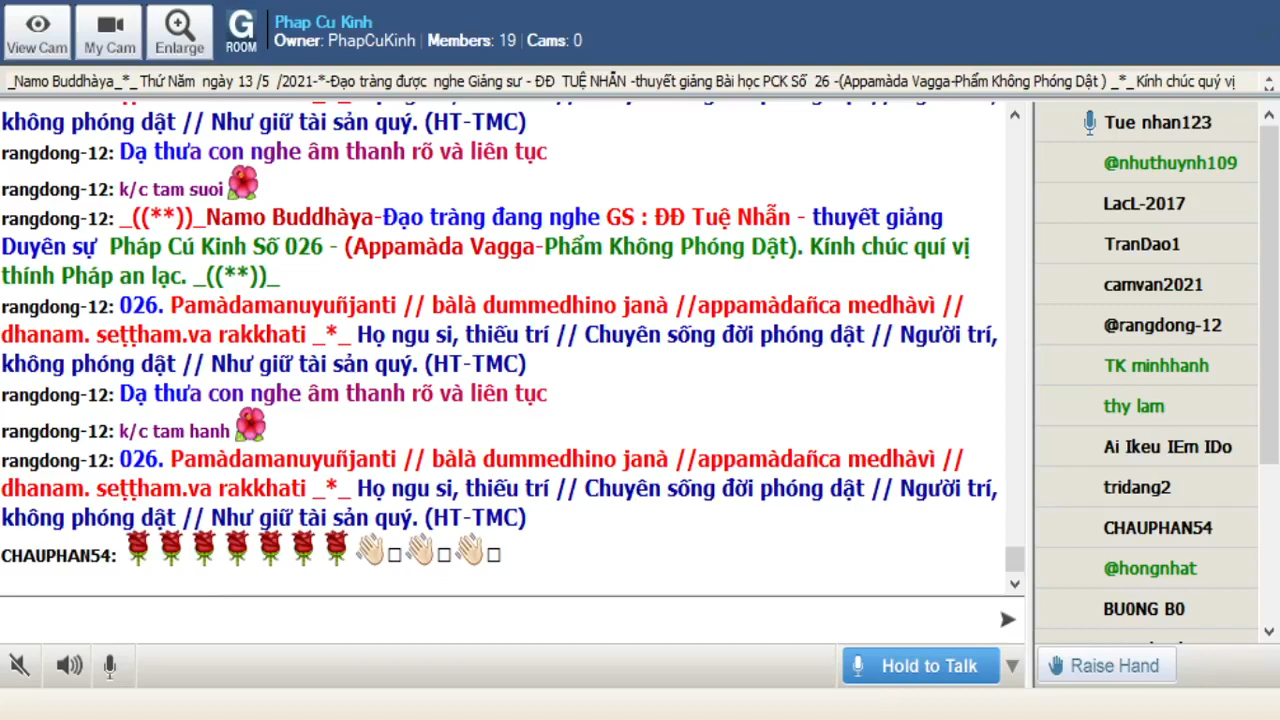 View Cam
My Cam
Enlarge
G
ROOM
Phap Cu Kinh
Owner: PhapCuKinh | Members: 19 | Cams: 0
_Namo Buddhàya_*_ Thứ Năm ngày 13 /5 /2021-*-Đạo tràng được nghe Giảng sư - ĐĐ TUỆ NHẪN -thuyết giảng Bài học PCK Số 26 -(Appamàda Vagga-Phẩm Không Phóng Dật ) _*_ Kính chúc quý vị
không phóng dật // Như giữ tài sản quý. (HT-TMC)
rangdong-12: Dạ thưa con nghe âm thanh rõ và liên tục
rangdong-12: k/c tam suoi
rangdong-12: _((**))_Namo Buddhàya-Đạo tràng đang nghe GS : ĐĐ Tuệ Nhẫn - thuyết giảng
Duyên sự Pháp Cú Kinh Số 026 - (Appamàda Vagga-Phẩm Không Phóng Dật). Kính chúc quí vị
thính Pháp an lạc. _((**))_
rangdong-12: 026. Pamàdamanuyuñjanti // bàlà dummedhino janà //appamàdañca medhàvì //
dhanam. seṭṭham.va rakkhati _*_ Họ ngu si, thiếu trí // Chuyên sống đời phóng dật // Người trí,
không phóng dật // Như giữ tài sản quý. (HT-TMC)
rangdong-12: Dạ thưa con nghe âm thanh rõ và liên tục
rangdong-12: k/c tam hanh
rangdong-12: 026. Pamàdamanuyuñjanti // bàlà dummedhino janà //appamàdañca medhàvì //
dhanam. seṭṭham.va rakkhati _*_ Họ ngu si, thiếu trí // Chuyên sống đời phóng dật // Người trí,
không phóng dật // Như giữ tài sản quý. (HT-TMC)
CHAUPHAN54:
Tue nhan123
@nhuthuynh109
LacL-2017
TranDao1
camvan2021
@rangdong-12
TK minhhanh
thy lam
Ai Ikeu IEm IDo
tridang2
CHAUPHAN54
@hongnhat
BU0NG B0
Hold to Talk
Raise Hand